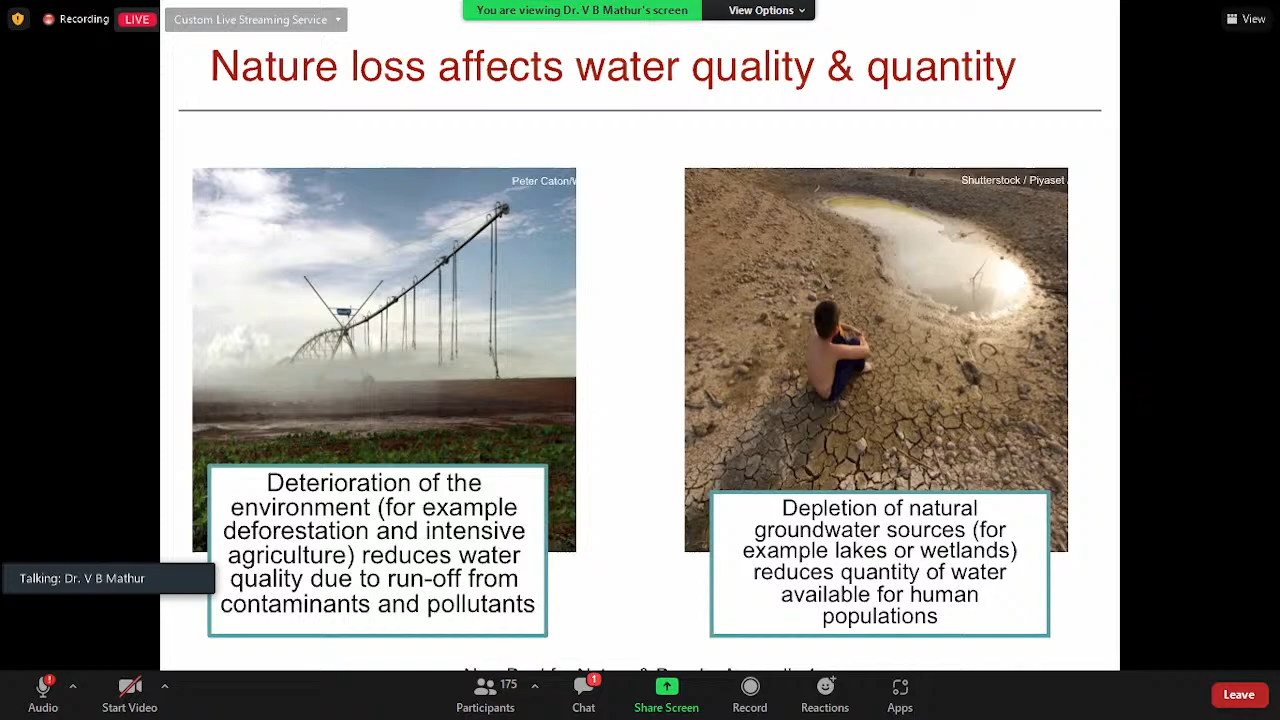 Recording
LIVE
Custom Live Streaming Service
You are viewing Dr. V B Mathur's screen
View Options
View
Nature loss affects water quality & quantity
Peter Caton/
Shutterstock / Piyaset
Deterioration of the
environment (for example
deforestation and intensive
agriculture) reduces water
quality due to run-off from
contaminants and pollutants
Depletion of natural
groundwater sources (for
example lakes or wetlands)
reduces quantity of water
available for human
populations
Talking: Dr. V B Mathur
Audio
Start Video
175
Participants
1
Chat
Share Screen
Record
Reactions
Apps
Leave